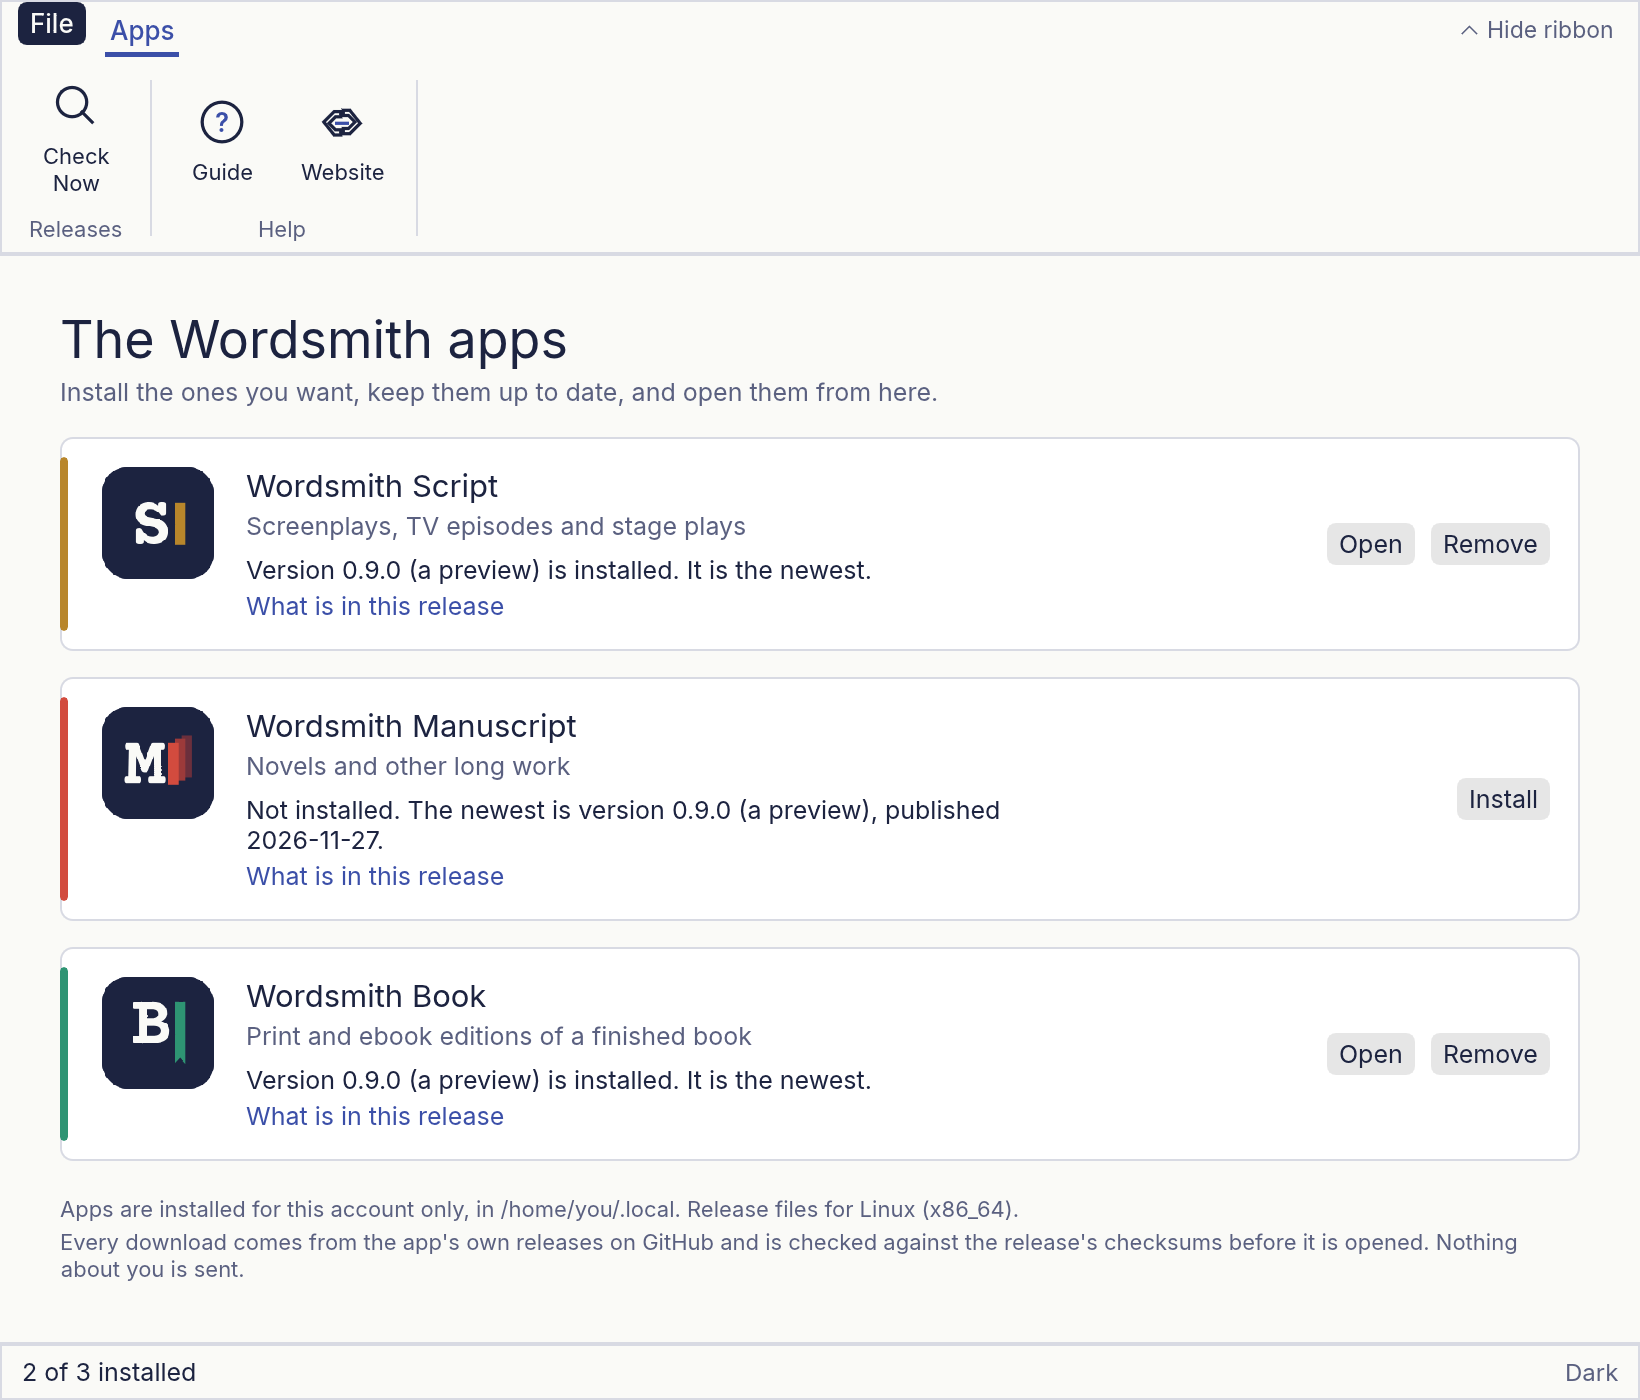 File
Apps
Hide ribbon
Check
Now
Releases
?
Guide
Website
Help
The Wordsmith apps
Install the ones you want, keep them up to date, and open them from here.
S
Wordsmith Script
Screenplays, TV episodes and stage plays
Version 0.9.0 (a preview) is installed. It is the newest.
What is in this release
Open
Remove
M
Wordsmith Manuscript
Novels and other long work
Not installed. The newest is version 0.9.0 (a preview), published
2026-11-27.
What is in this release
Install
B
Wordsmith Book
Print and ebook editions of a finished book
Version 0.9.0 (a preview) is installed. It is the newest.
What is in this release
Open
Remove
Apps are installed for this account only, in /home/you/.local. Release files for Linux (x86_64).
Every download comes from the app's own releases on GitHub and is checked against the release's checksums before it is opened. Nothing
about you is sent.
2 of 3 installed
Dark